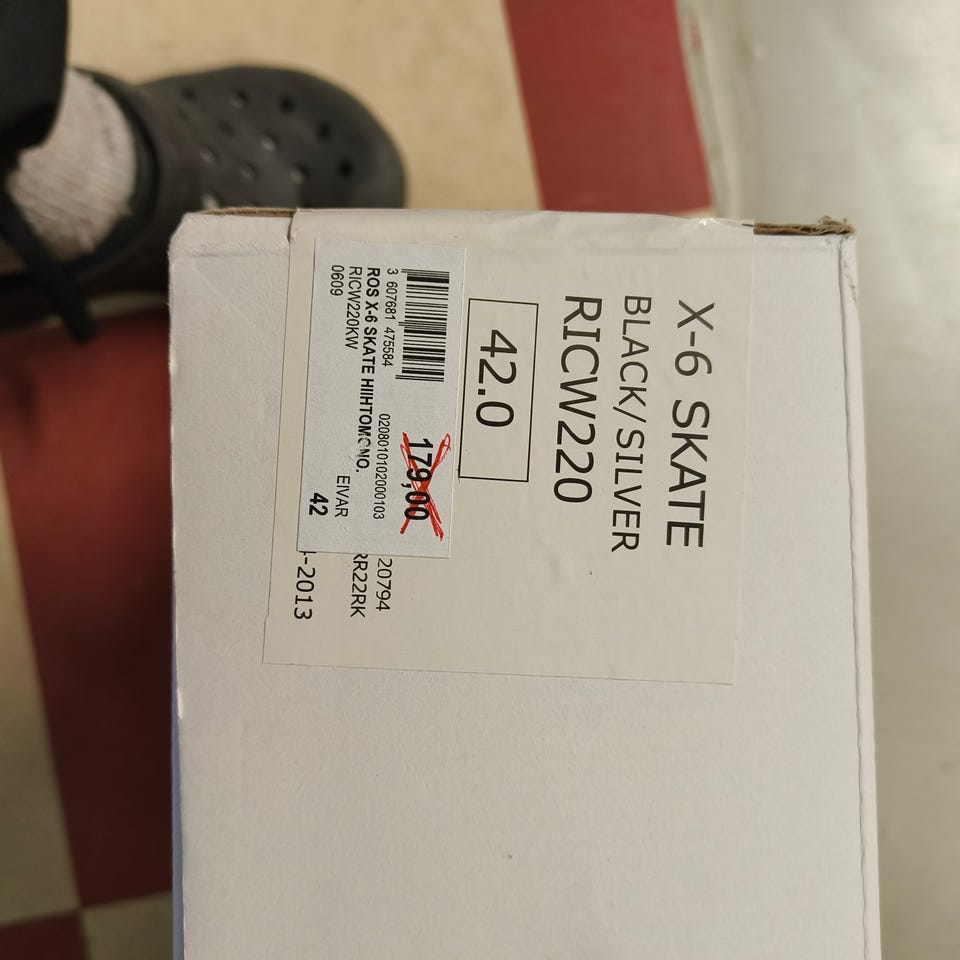 X-6 SKATE
BLACK/SILVER
RICW220
42.0
179,00
3 607681 475584
0208010102000103
ROS X-6 SKATE HIIHTOMONO.
RICW220KW
EIVAR
0609
42
20794
RR22RK
-2013